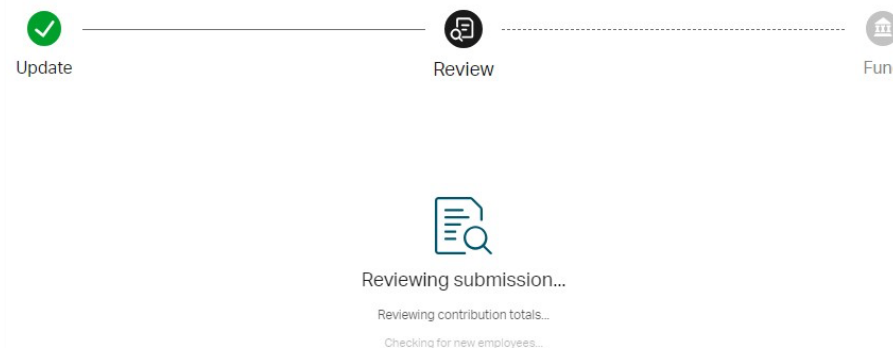 Update
Review
Fun
Reviewing submission...
Reviewing contribution totals...
Checking for new employees...